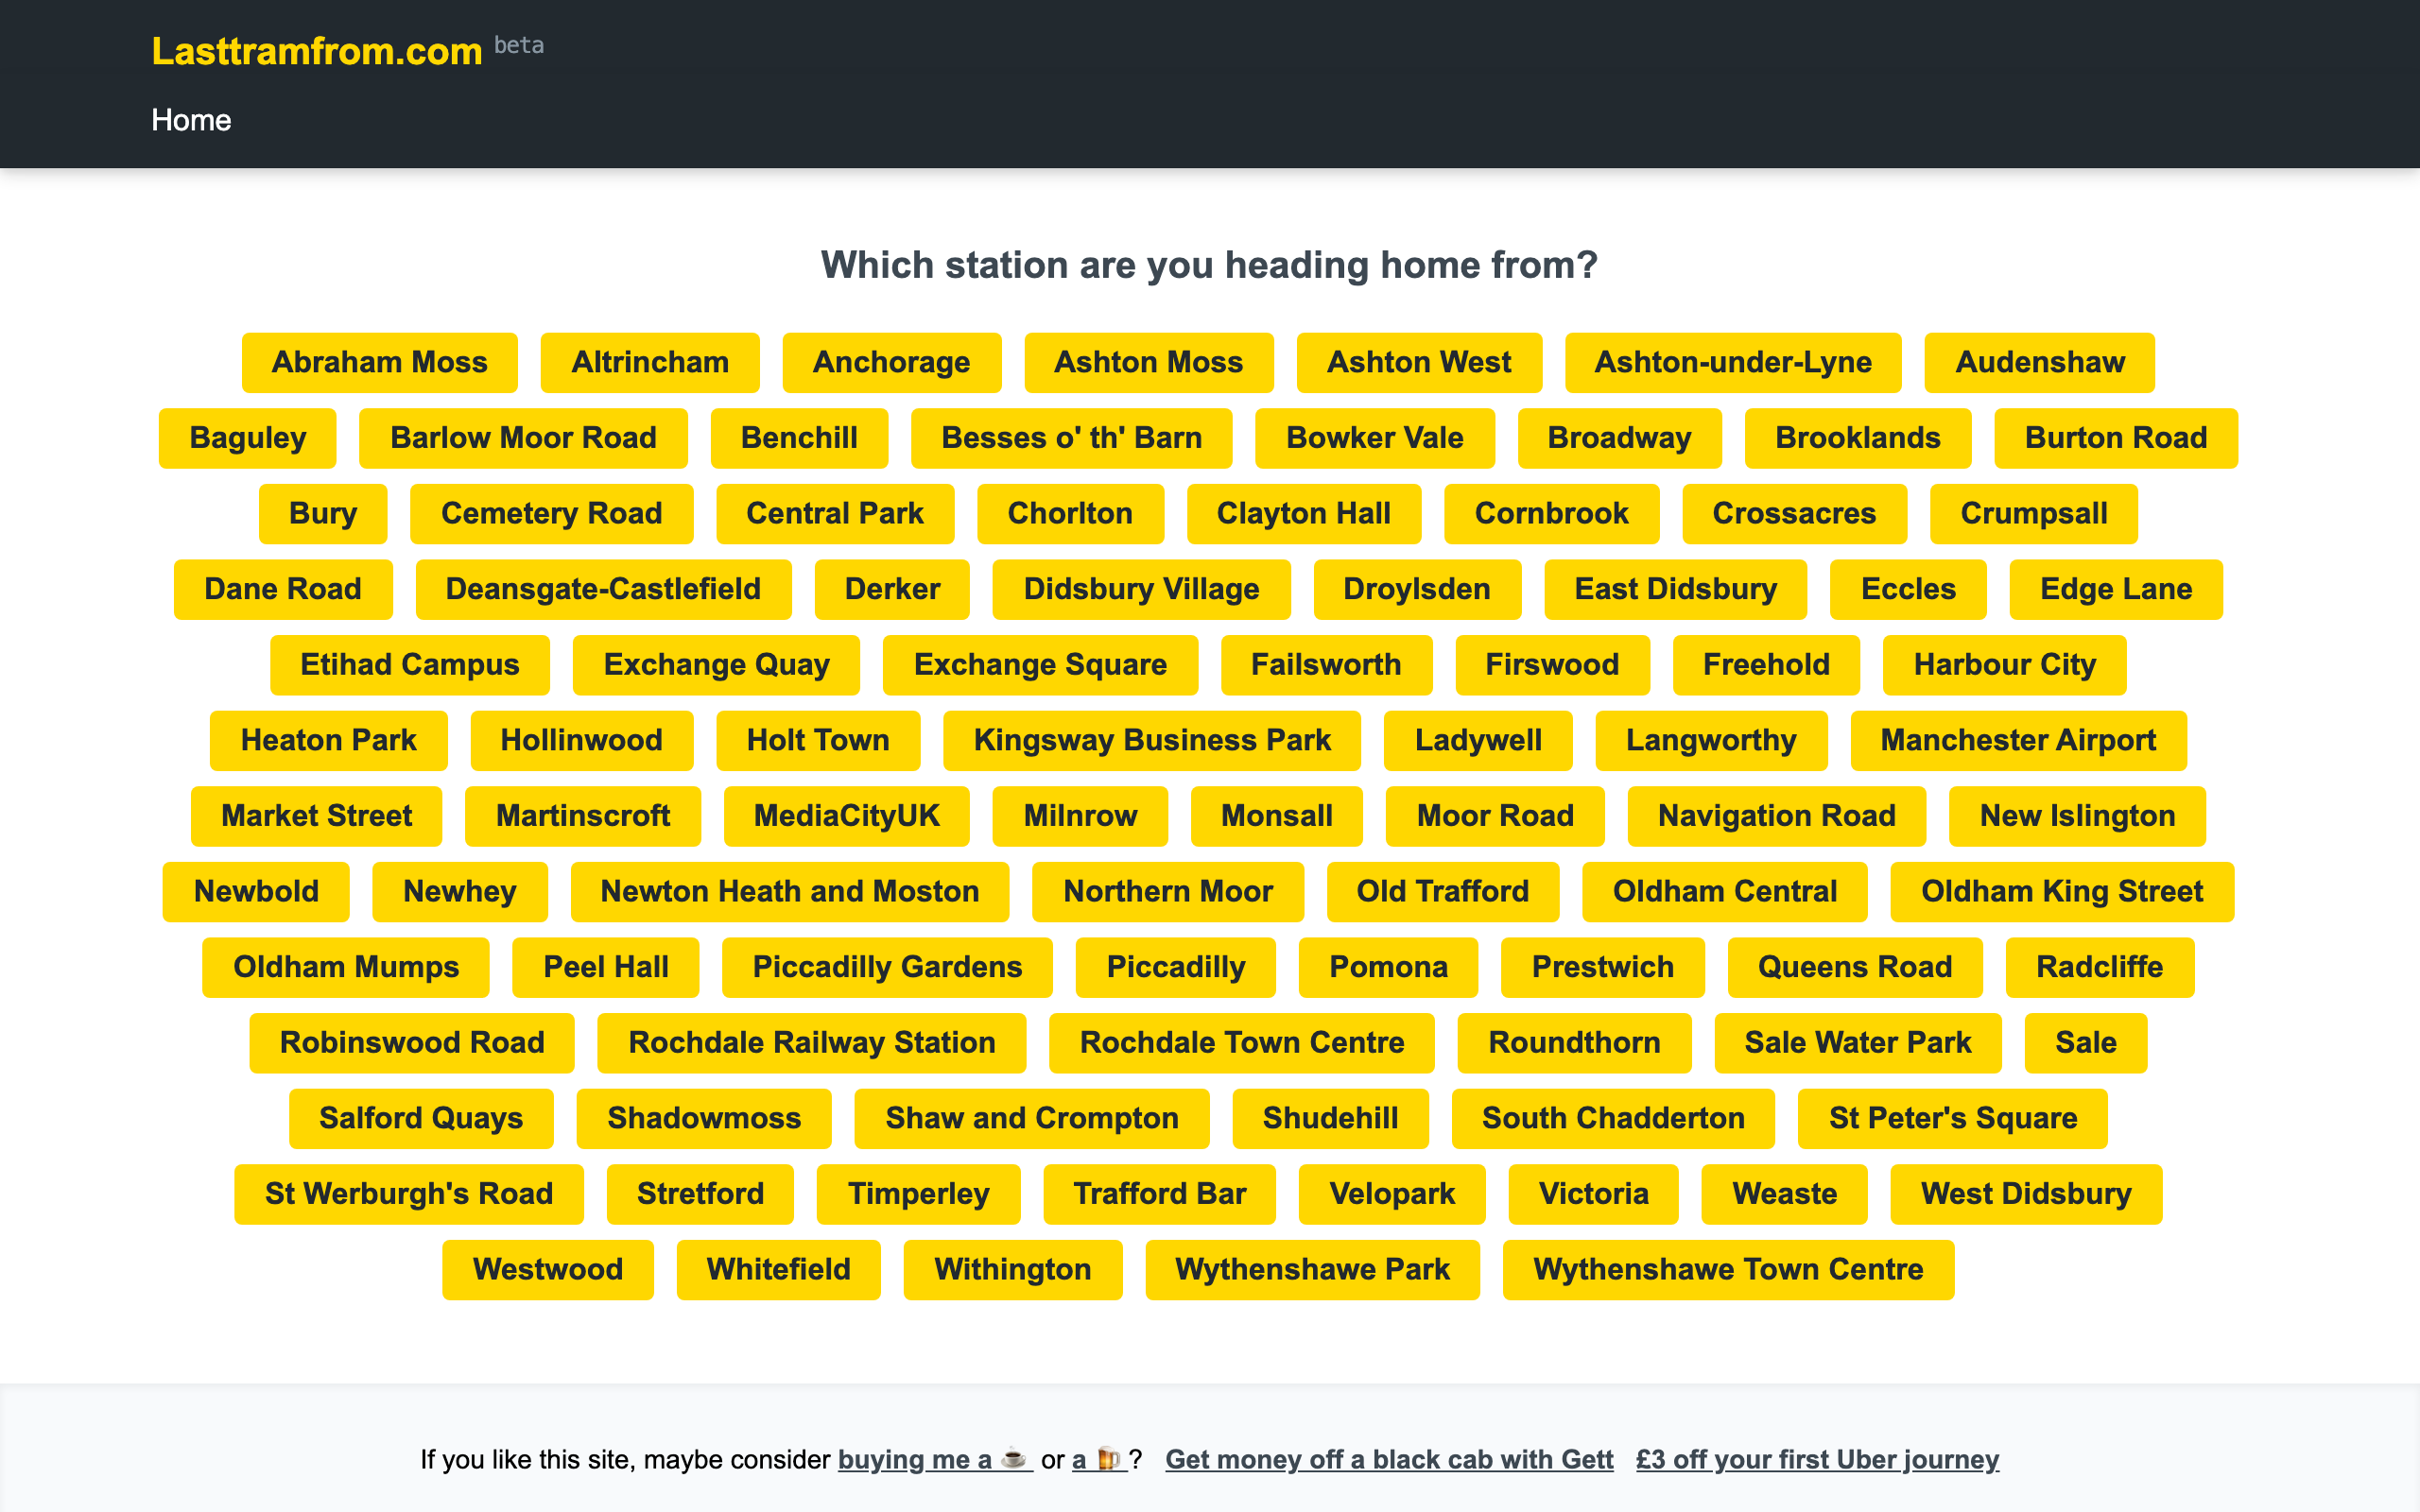 Lasttramfrom.com beta
Home
Which station are you heading home from?
Abraham Moss Altrincham Anchorage Ashton Moss Ashton West Ashton-under-Lyne Audenshaw
Baguley Barlow Moor Road Benchill Besses o' th' Barn Bowker Vale Broadway Brooklands Burton Road
Bury Cemetery Road Central Park Chorlton Clayton Hall Cornbrook Crossacres Crumpsall
Dane Road Deansgate-Castlefield Derker Didsbury Village Droylsden East Didsbury Eccles Edge Lane
Etihad Campus Exchange Quay Exchange Square Failsworth Firswood Freehold Harbour City
Heaton Park Hollinwood Holt Town Kingsway Business Park Ladywell Langworthy Manchester Airport
Market Street Martinscroft MediaCityUK Milnrow Monsall Moor Road Navigation Road New Islington
Newbold Newhey Newton Heath and Moston Northern Moor Old Trafford Oldham Central Oldham King Street
Oldham Mumps Peel Hall Piccadilly Gardens Piccadilly Pomona Prestwich Queens Road Radcliffe
Robinswood Road Rochdale Railway Station Rochdale Town Centre Roundthorn Sale Water Park Sale
Salford Quays Shadowmoss Shaw and Crompton Shudehill South Chadderton St Peter's Square
St Werburgh's Road Stretford Timperley Trafford Bar Velopark Victoria Weaste West Didsbury
Westwood Whitefield Withington Wythenshawe Park Wythenshawe Town Centre
If you like this site, maybe consider buying me a ☕ or a 🍺 ? Get money off a black cab with Gett £3 off your first Uber journey